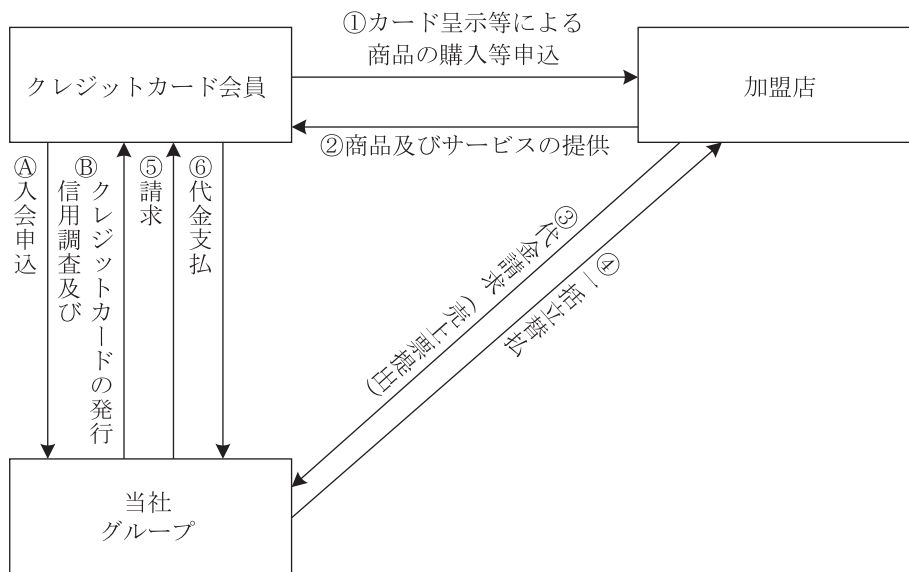 ①カード呈示等による
商品の購入等申込
クレジットカード会員
加盟店
②商品及びサービスの提供
Ⓐ入会申込
Ⓑ信用調査及び
クレジットカードの発行
⑤請求
⑥代金支払
③代金請求(売上票提出)
④一括立替払
当社
グループ